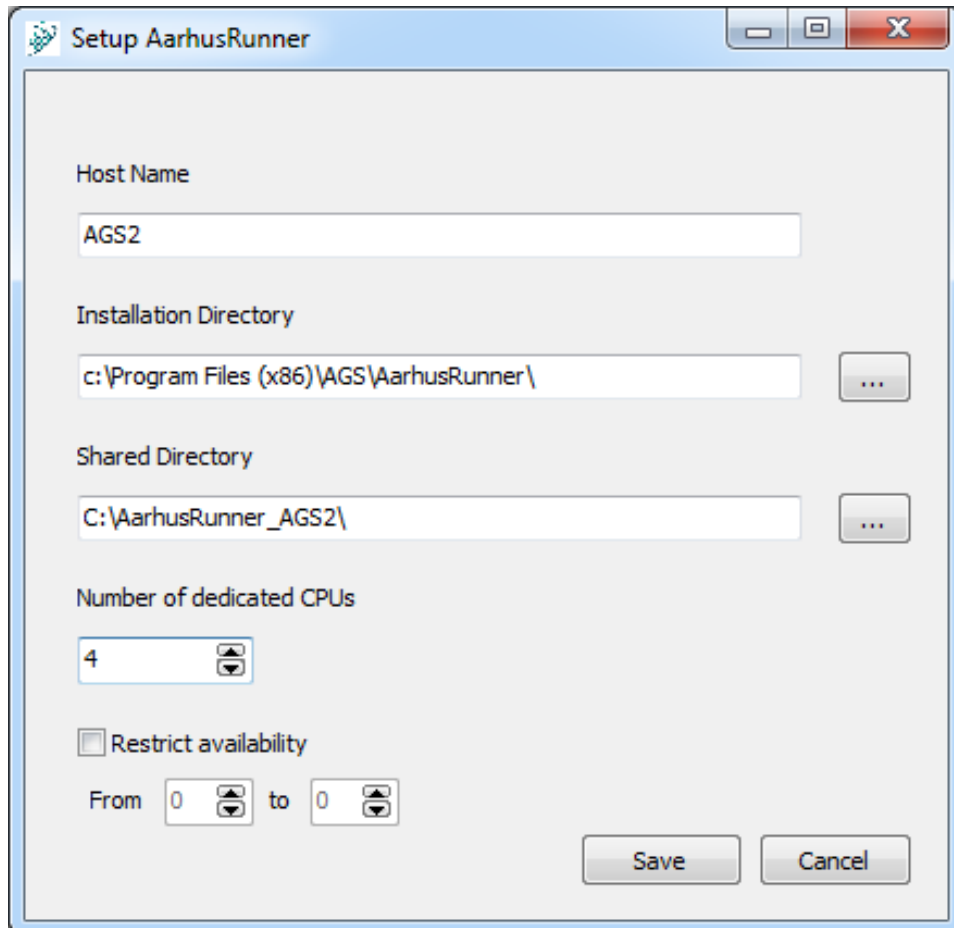 Setup AarhusRunner
Host Name
AGS2
Installation Directory
c:\Program Files (x86)\AGS\AarhusRunner\
...
Shared Directory
C:\AarhusRunner_AGS2\
...
Number of dedicated CPUs
4
Restrict availability
From 0 to 0
Save Cancel